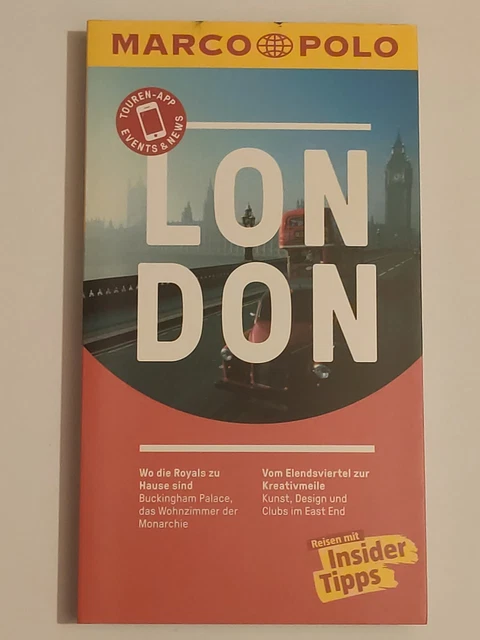 MARCO POLO
TOUREN-APP
EVENTS & NEWS
LON
DON
Wo die Royals zu
Hause sind
Buckingham Palace,
das Wohnzimmer der
Monarchie
Vom Elendsviertel zur
Kreativmeile
Kunst, Design und
Clubs im East End
Reisen mit
Insider
Tipps